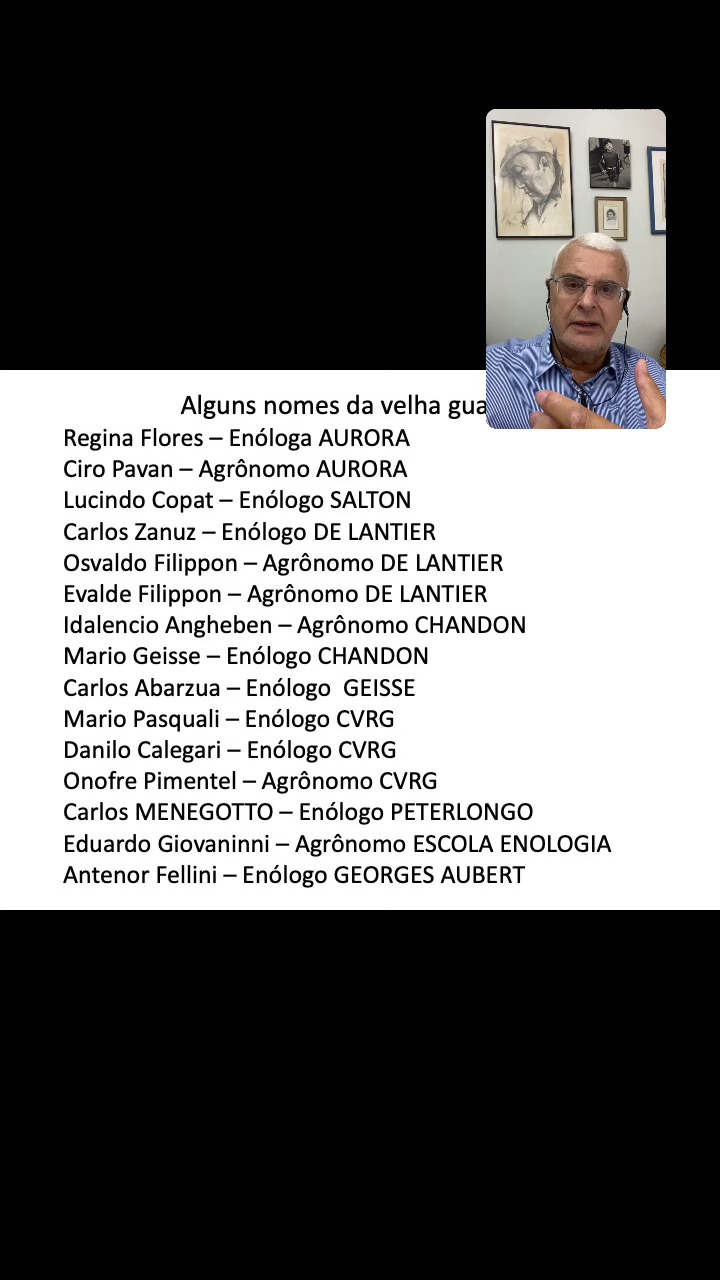 Alguns nomes da velha
Regina Flores – Enóloga AURORA
Ciro Pavan – Agrônomo AURORA
Lucindo Copat – Enólogo SALTON
Carlos Zanuz – Enólogo DE LANTIER
Osvaldo Filippon – Agrônomo DE LANTIER
Evalde Filippon – Agrônomo DE LANTIER
Idalencio Angheben – Agrônomo CHANDON
Mario Geisse – Enólogo CHANDON
Carlos Abarzua – Enólogo  GEISSE
Mario Pasquali – Enólogo CVRG
Danilo Calegari – Enólogo CVRG
Onofre Pimentel – Agrônomo CVRG
Carlos MENEGOTTO – Enólogo PETERLONGO
Eduardo Giovaninni – Agrônomo ESCOLA ENOLOGIA
Antenor Fellini – Enólogo GEORGES AUBERT